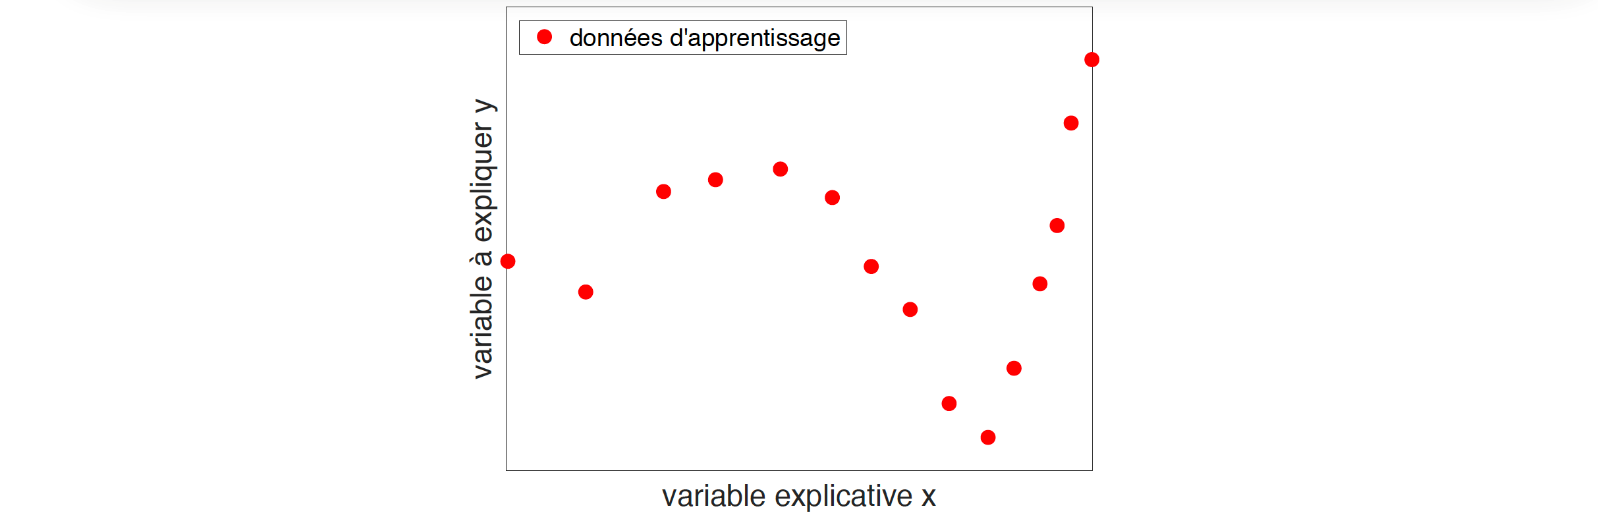 données d'apprentissage
variable à expliquer y
variable explicative x